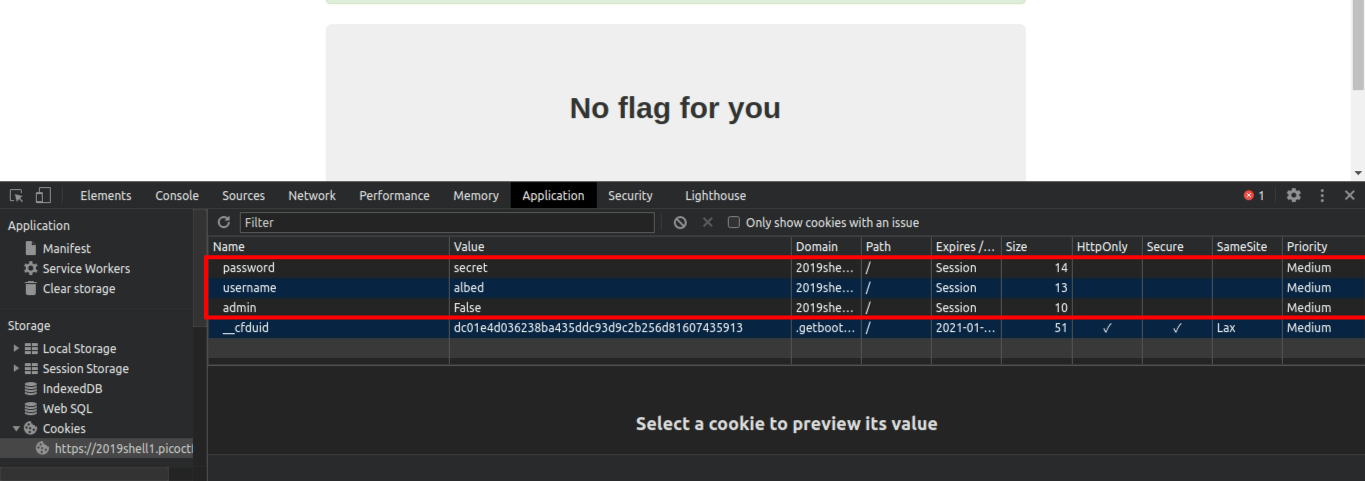 No flag for you
Elements Console Sources Network Performance Memory Application Security Lighthouse 1
Application
Manifest
Service Workers
Clear storage
Storage
Local Storage
Session Storage
IndexedDB
Web SQL
Cookies
https://2019shell1.picoct
Filter Only show cookies with an issue
Name Value Domain Path Expires /... Size HttpOnly Secure SameSite Priority
password secret 2019she... / Session 14 Medium
username albed 2019she... / Session 13 Medium
admin False 2019she... / Session 10 Medium
__cfduid dc01e4d036238ba435ddc93d9c2b256d81607435913 .getboot... / 2021-01-... 51 ✓ ✓ Lax Medium
Select a cookie to preview its value